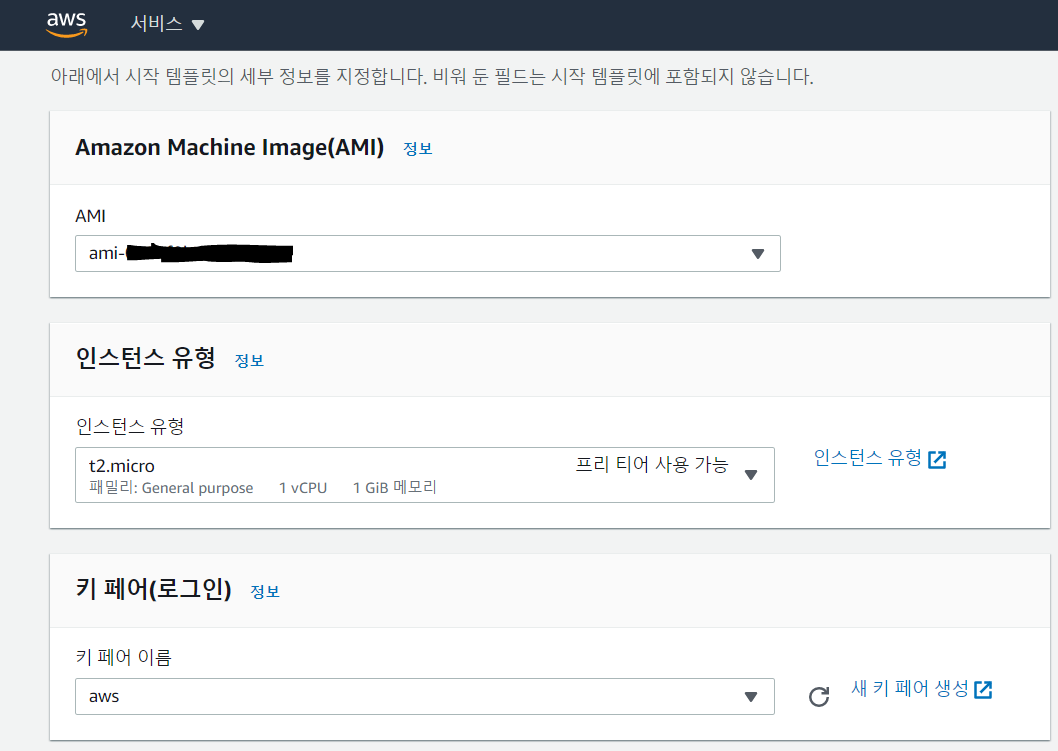 aws 서비스
아래에서 시작 템플릿의 세부 정보를 지정합니다. 비워 둔 필드는 시작 템플릿에 포함되지 않습니다.
Amazon Machine Image(AMI) 정보
AMI
ami-
인스턴스 유형 정보
인스턴스 유형
t2.micro 프리 티어 사용 가능
패밀리: General purpose 1 vCPU 1 GiB 메모리
인스턴스 유형
키 페어(로그인) 정보
키 페어 이름
aws
새 키 페어 생성